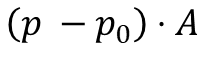 (p − p₀) · A